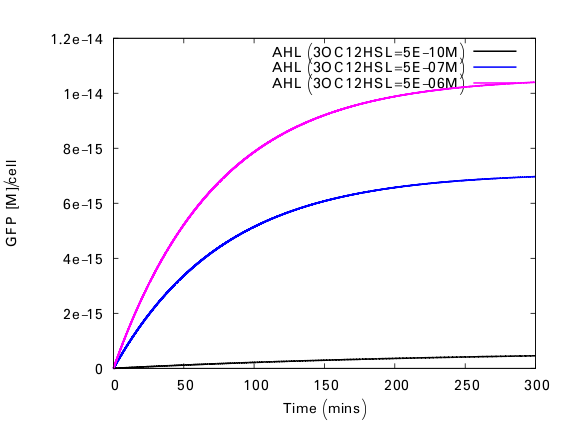 1.2e-14
1e-14
8e-15
6e-15
4e-15
2e-15
0
GFP [M]/cell
AHL (3OC12HSL=5E-10M)
AHL (3OC12HSL=5E-07M)
AHL (3OC12HSL=5E-06M)
0 50 100 150 200 250 300
Time (mins)